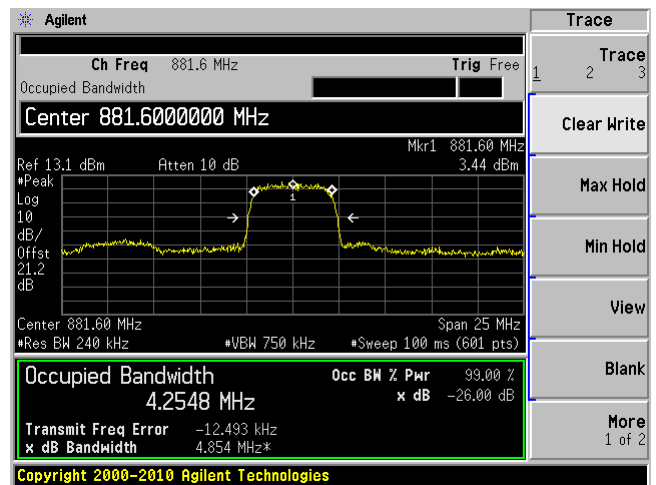 Agilent
Trace
Ch Freq 881.6 MHz Trig Free
Occupied Bandwidth
Center 881.6000000 MHz
Mkr1 881.60 MHz
Ref 13.1 dBm Atten 10 dB 3.44 dBm
#Peak
Log
10
dB/
Offst
21.2
dB
1
Center 881.60 MHz Span 25 MHz
#Res BW 240 kHz #VBW 750 kHz #Sweep 100 ms (601 pts)
Occupied Bandwidth Occ BW % Pwr 99.00 %
4.2548 MHz x dB -26.00 dB
Transmit Freq Error -12.493 kHz
x dB Bandwidth 4.854 MHz*
Copyright 2000-2010 Agilent Technologies
Trace
1 2 3
Clear Write
Max Hold
Min Hold
View
Blank
More
1 of 2